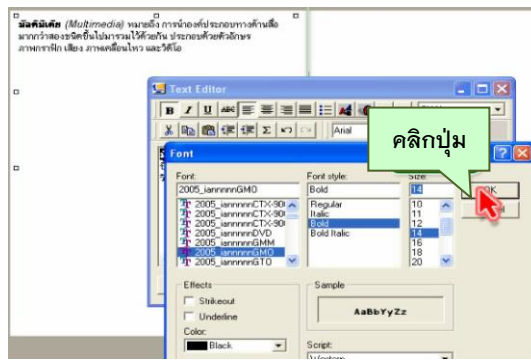 มัลติมีเดีย (Multimedia) หมายถึง การนำองค์ประกอบทางด้านสื่อ
มากกว่าสองชนิดขึ้นไปมารวมไว้ด้วยกัน ประกอบด้วยตัวอักษร
ภาพกราฟิก เสียง ภาพเคลื่อนไหว และวิดีโอ
Text Editor
B I U ABC
Arial
คลิกปุ่ม
Font
Font: Font style: Size:
2005_iannnnnGMO Bold 14 OK
2005_iannnnnCTX-90 Regular 10
2005_iannnnnCTX-90 Italic 11
2005_iannnnnCTX-90 Bold 12
2005_iannnnnDVD Bold Italic 14
2005_iannnnnGMM 16
2005_iannnnnGMO 18
2005_iannnnnGTO 20
Effects Sample
Strikeout
Underline AaBbYyZz
Color:
Black Script:
Western